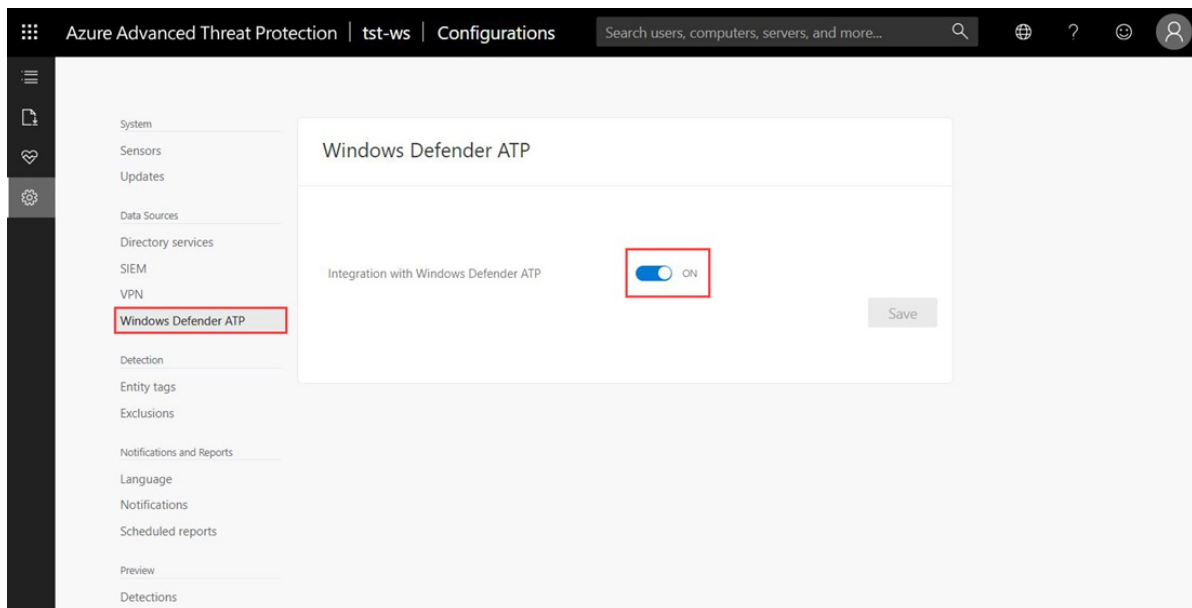 Azure Advanced Threat Protection | tst-ws | Configurations
Search users, computers, servers, and more...
System
Sensors
Updates
Data Sources
Directory services
SIEM
VPN
Windows Defender ATP
Detection
Entity tags
Exclusions
Notifications and Reports
Language
Notifications
Scheduled reports
Preview
Detections
Windows Defender ATP
Integration with Windows Defender ATP
ON
Save